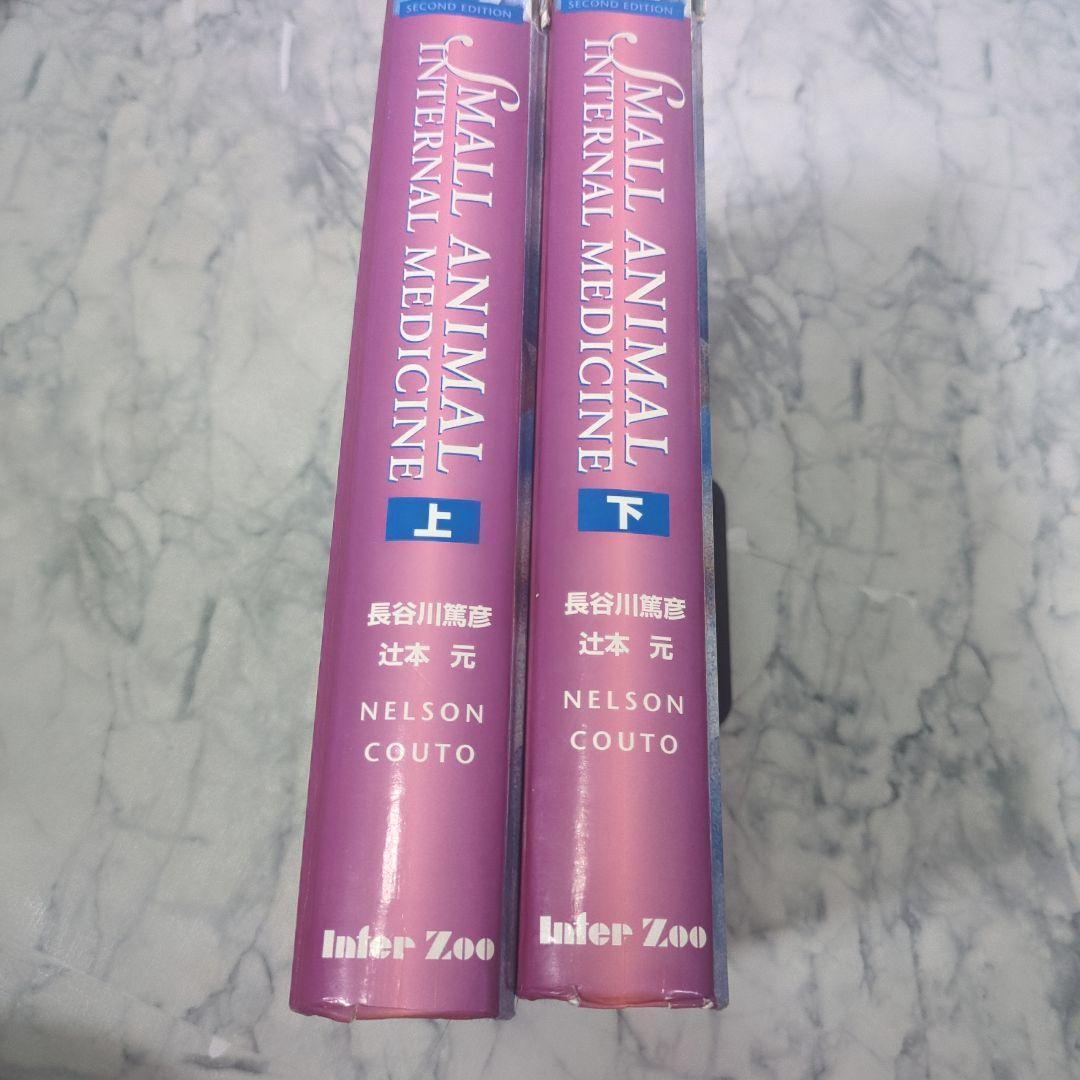 SECOND EDITION
SMALL ANIMAL
INTERNAL MEDICINE
上
長谷川篤彦
辻本 元
NELSON
COUTO
Infer Zoo
SECOND EDITION
SMALL ANIMAL
INTERNAL MEDICINE
下
長谷川篤彦
辻本 元
NELSON
COUTO
Inter Zoo